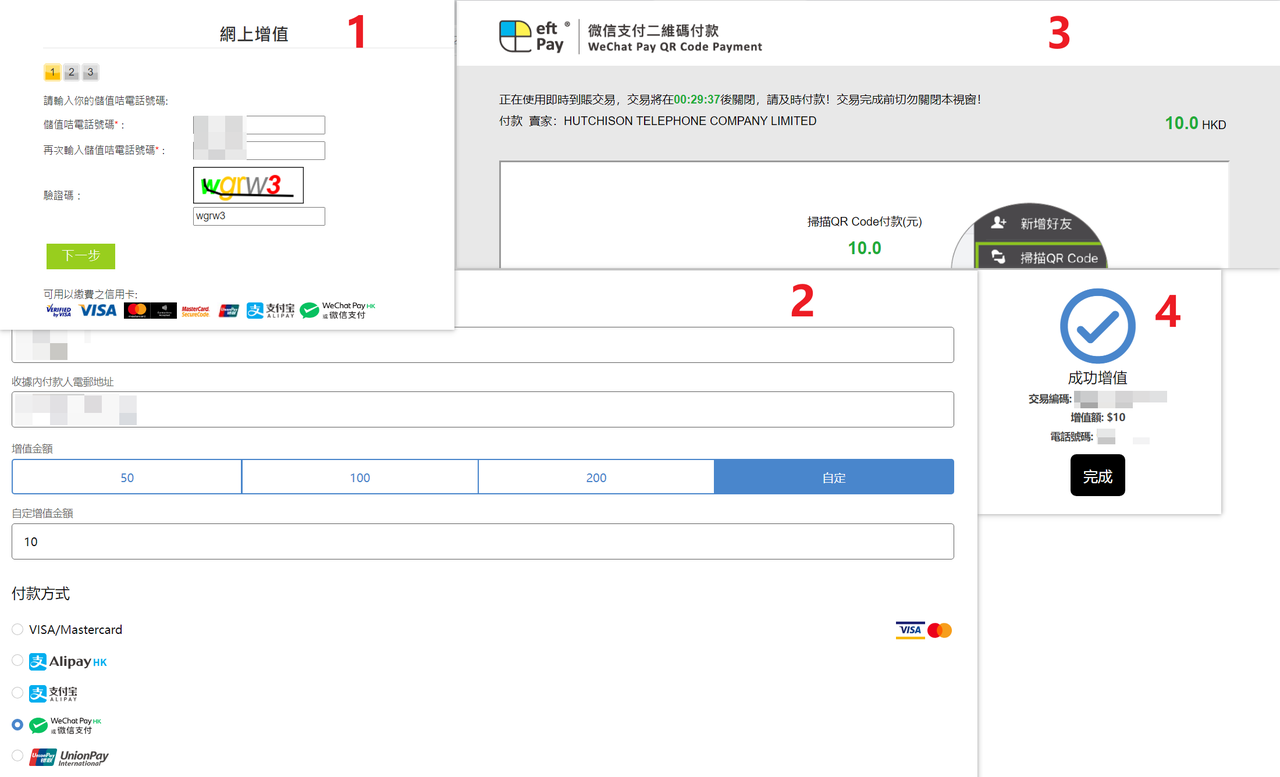 網上增值
1
1 2 3
請輸入你的儲值咭電話號碼:
儲值咭電話號碼*:
再次輸入儲值咭電話號碼*:
驗證碼:
wgrw3
wgrw3
下一步
可用以繳費之信用卡:
VERIFIED by VISA VISA MasterCard SecureCode UnionPay 支付宝 ALIPAY WeChat Pay HK 或微信支付
2
收據內付款人電郵地址
增值金額
50 100 200 自定
自定增值金額
10
付款方式
VISA/Mastercard VISA
支 Alipay HK
支 支付宝 ALIPAY
WeChat Pay HK
或微信支付
UnionPay 银联 UnionPay International
eft Pay ® 微信支付二維碼付款
WeChat Pay QR Code Payment
3
正在使用即時到賬交易，交易將在00:29:37後關閉，請及時付款！交易完成前切勿關閉本視窗！
付款 賣家：HUTCHISON TELEPHONE COMPANY LIMITED
10.0 HKD
掃描QR Code付款(元)
10.0
新增好友
掃描QR Code
4
成功增值
交易編碼:
增值額: $10
電話號碼:
完成